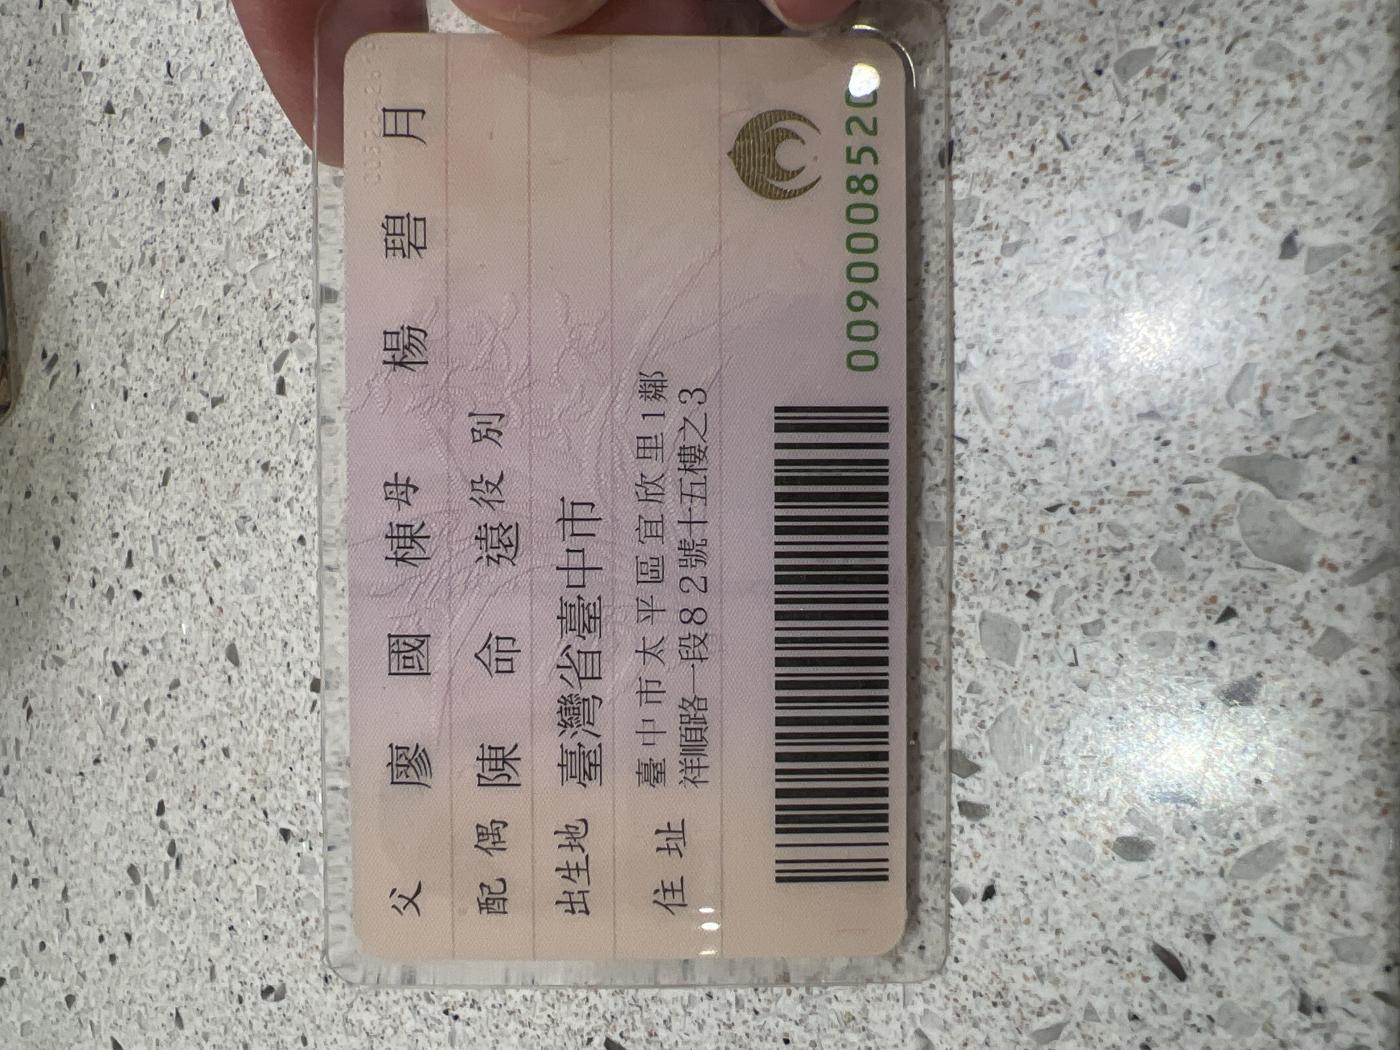 父 廖國棟 母 楊碧月
配偶 陳命遠 役別
出生地 臺灣省臺中市
住址 臺中市太平區宜欣里1鄰
祥順路一段82號十五樓之3